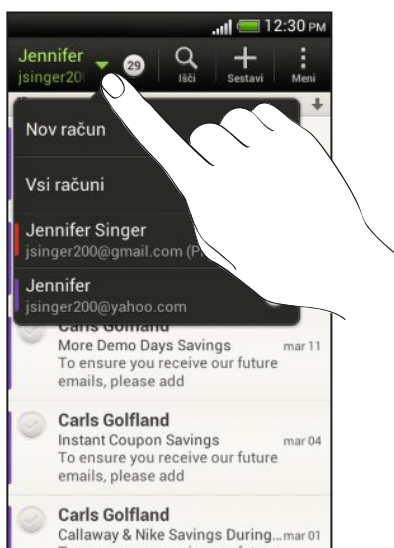 12:30 PM
Jennifer
jsinger20
29
Išči
Sestavi
Meni
Nov račun
Vsi računi
Jennifer Singer
jsinger200@gmail.com
Jennifer
jsinger200@yahoo.com
Carls Golfland
More Demo Days Savings mar 11
To ensure you receive our future
emails, please add
Carls Golfland
Instant Coupon Savings mar 04
To ensure you receive our future
emails, please add
Carls Golfland
Callaway & Nike Savings During... mar 01